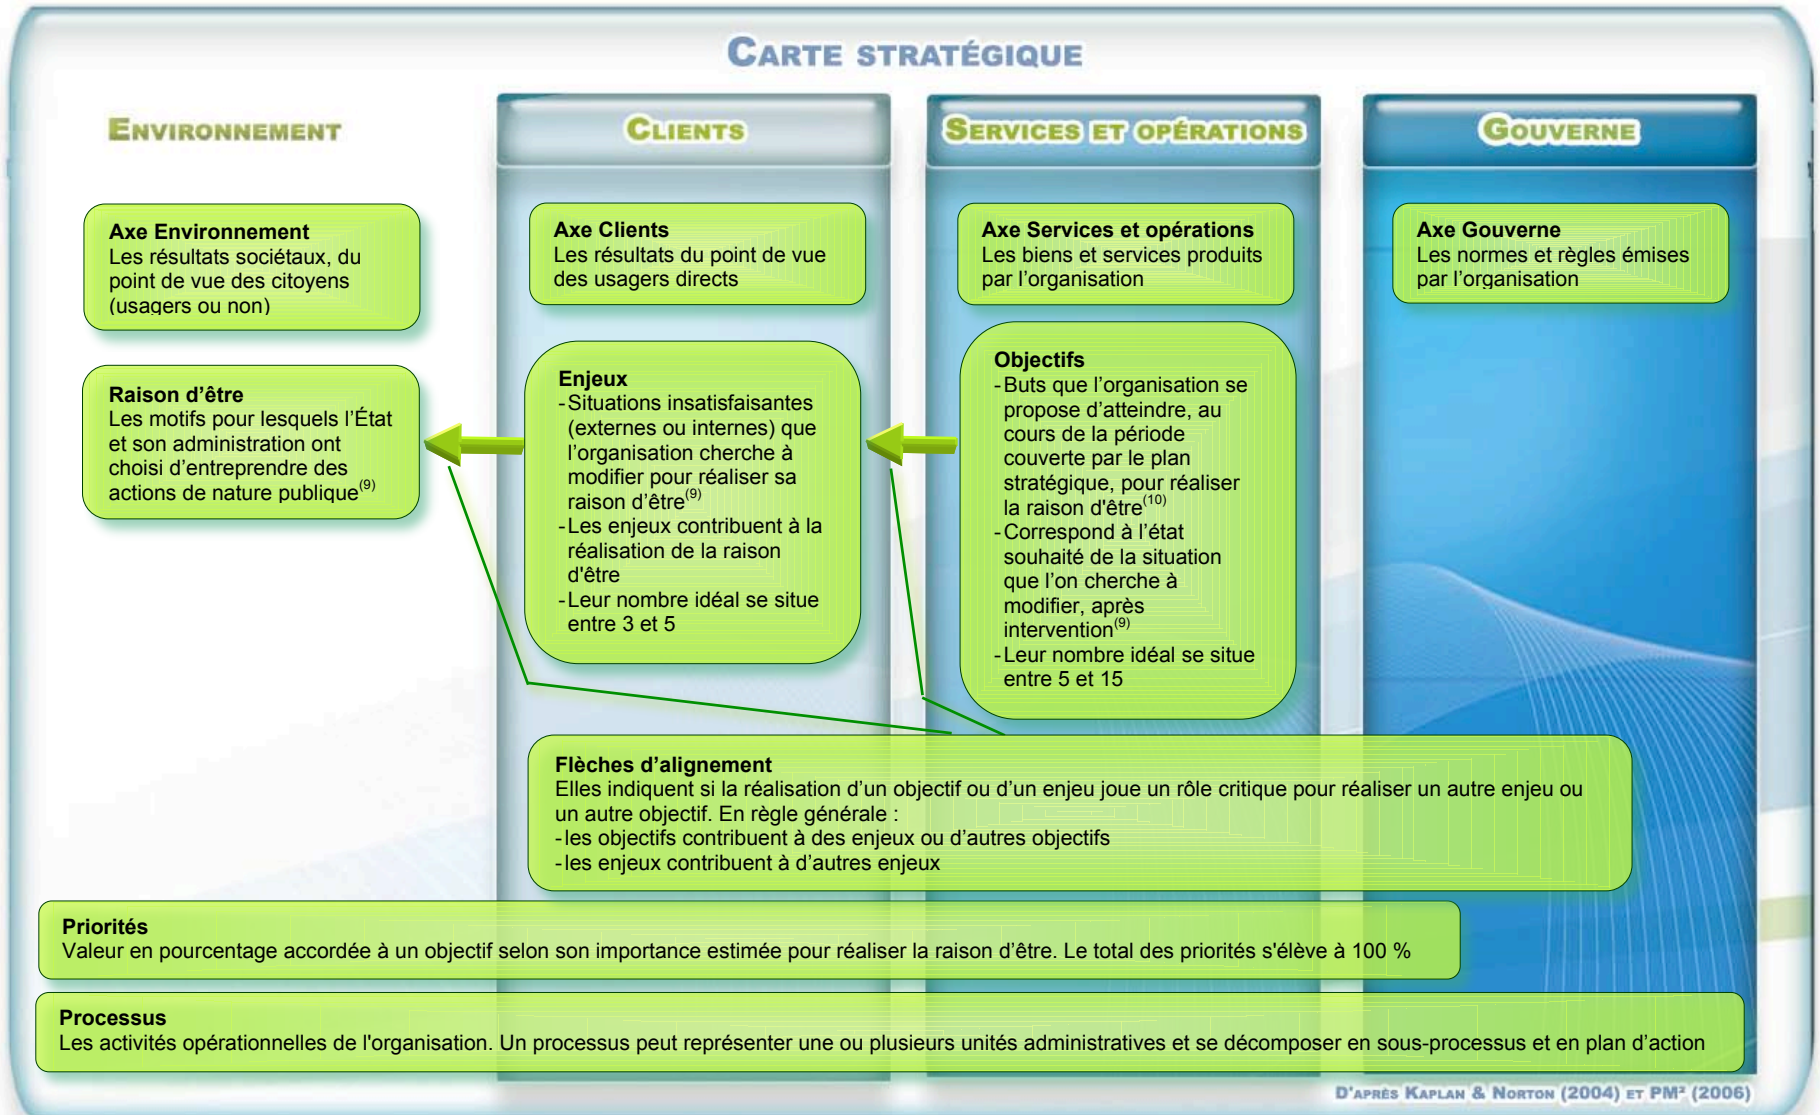 CARTE STRATÉGIQUE
ENVIRONNEMENT
CLIENTS
SERVICES ET OPÉRATIONS
GOUVERNE
Axe Environnement
Les résultats sociétaux, du
point de vue des citoyens
(usagers ou non)
Axe Clients
Les résultats du point de vue
des usagers directs
Axe Services et opérations
Les biens et services produits
par l'organisation
Axe Gouverne
Les normes et règles émises
par l'organisation
Raison d'être
Les motifs pour lesquels l'État
et son administration ont
choisi d'entreprendre des
actions de nature publique(9)
Enjeux
-Situations insatisfaisantes
(externes ou internes) que
l'organisation cherche à
modifier pour réaliser sa
raison d'être(9)
-Les enjeux contribuent à la
réalisation de la raison
d'être
-Leur nombre idéal se situe
entre 3 et 5
Objectifs
-Buts que l'organisation se
propose d'atteindre, au
cours de la période
couverte par le plan
stratégique, pour réaliser
la raison d'être(10)
-Correspond à l'état
souhaité de la situation
que l'on cherche à
modifier, après
intervention(9)
-Leur nombre idéal se situe
entre 5 et 15
Flèches d'alignement
Elles indiquent si la réalisation d'un objectif ou d'un enjeu joue un rôle critique pour réaliser un autre enjeu ou
un autre objectif. En règle générale :
-les objectifs contribuent à des enjeux ou d'autres objectifs
-les enjeux contribuent à d'autres enjeux
Priorités
Valeur en pourcentage accordée à un objectif selon son importance estimée pour réaliser la raison d'être. Le total des priorités s'élève à 100 %
Processus
Les activités opérationnelles de l'organisation. Un processus peut représenter une ou plusieurs unités administratives et se décomposer en sous-processus et en plan d'action
D'APRÈS KAPLAN & NORTON (2004) ET PM² (2006)